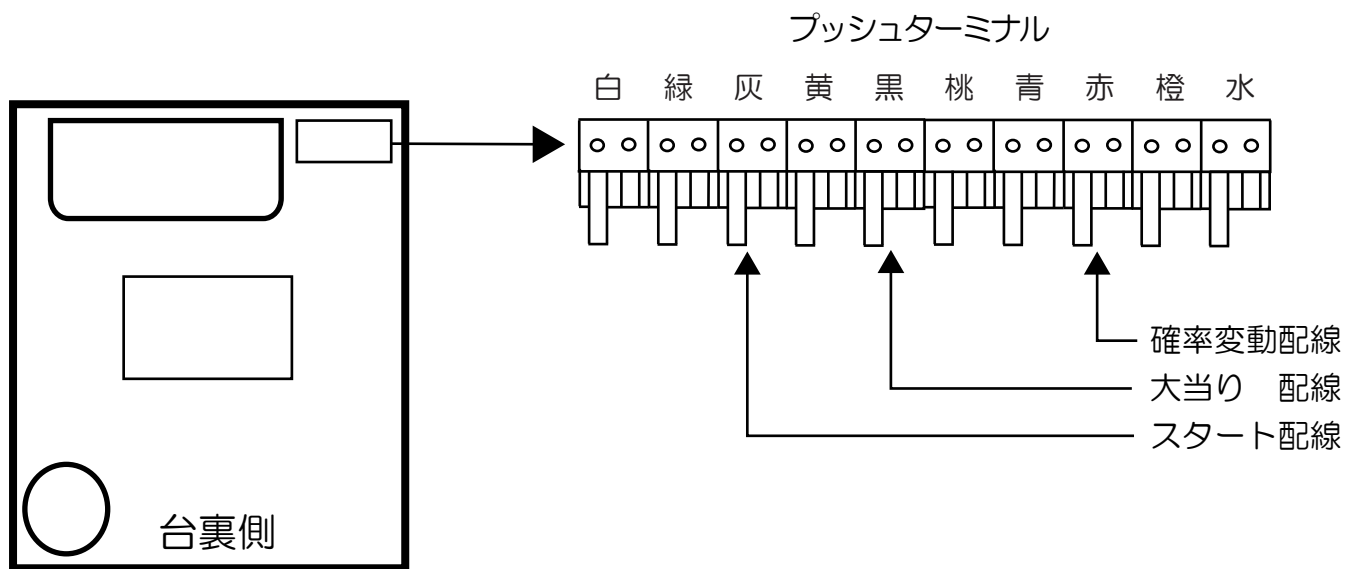 プッシュターミナル
白 緑 灰 黄 黒 桃 青 赤 橙 水
確率変動配線
大当り　配線
スタート配線
台裏側